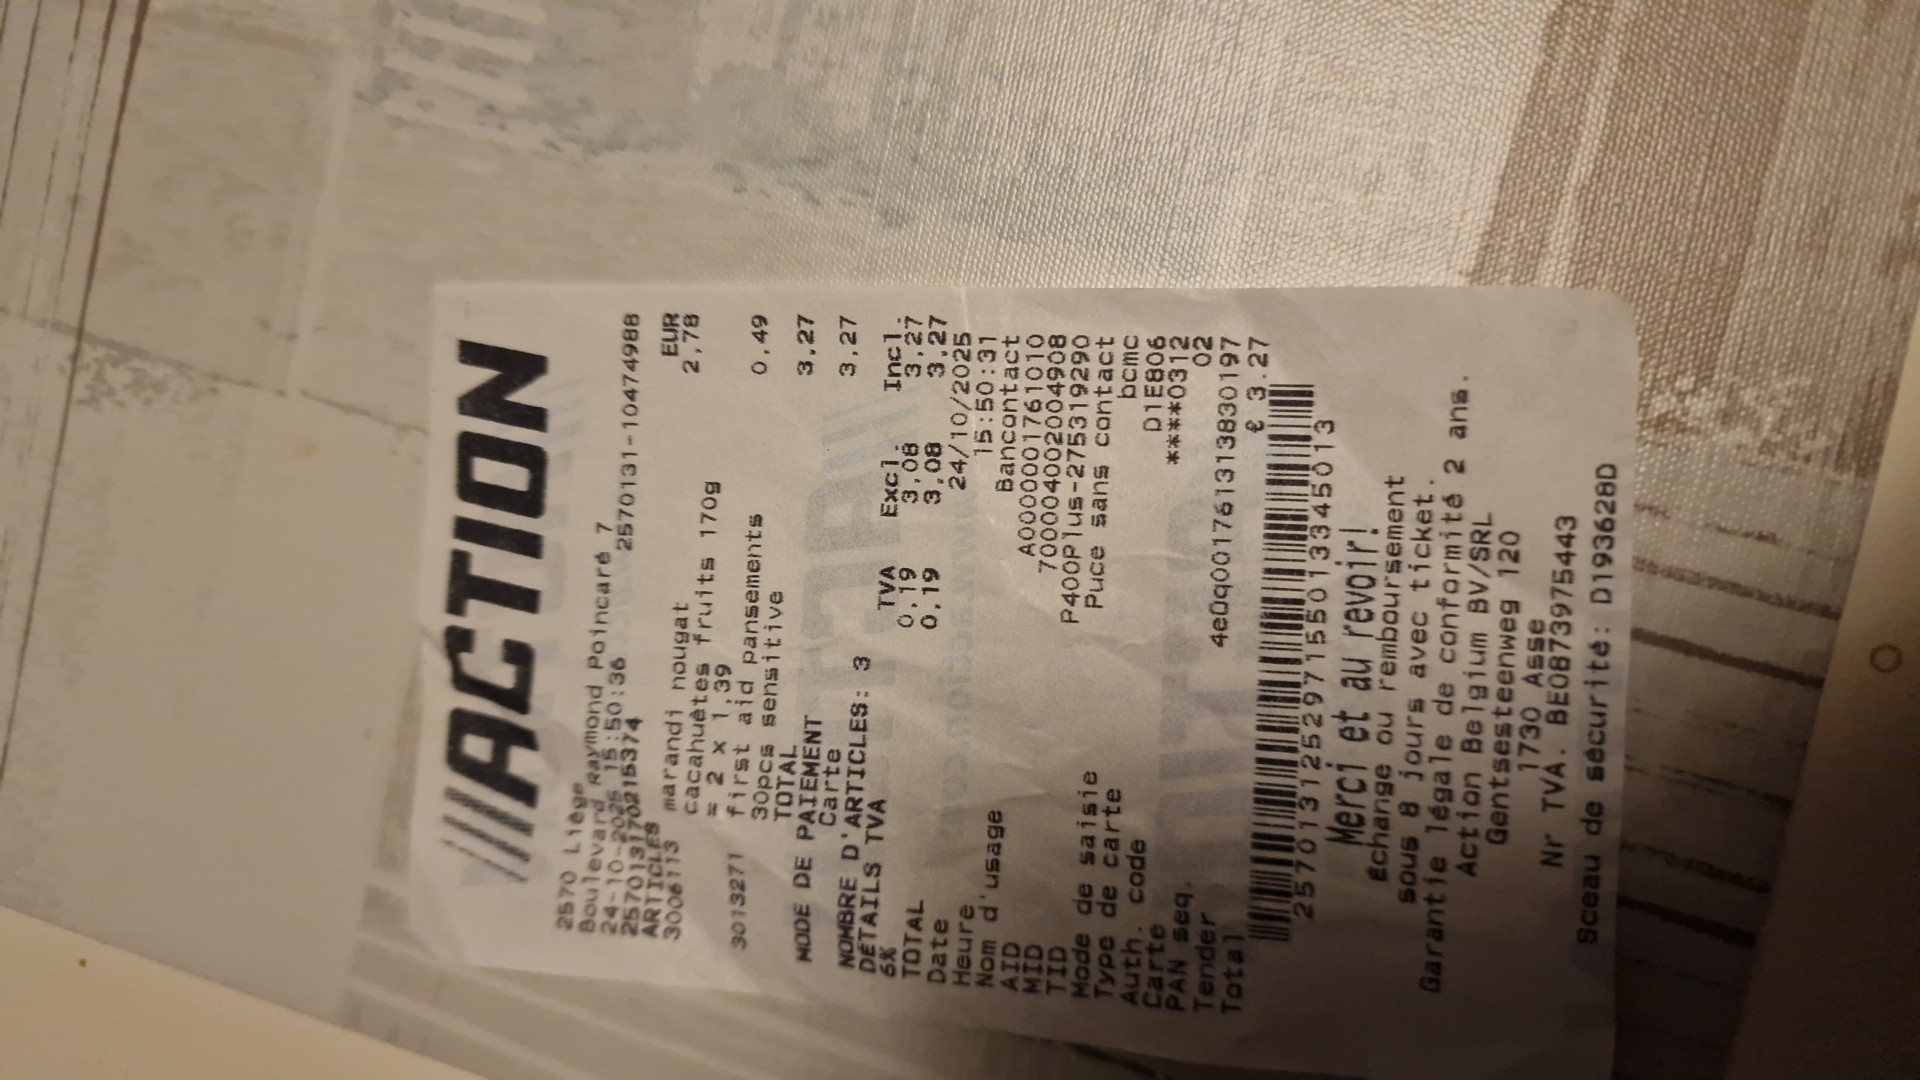 ACTION
2570 Liège
Boulevard Raymond Poincaré 7
24-10-2025 15:50:36 2570131-10474988
257013170215374
ARTICLES EUR
3006113 marandi nougat 2,78
cacahuètes fruits 170g
= 2 x 1,39
3013271 first aid pansements 0,49
30pcs sensitive
TOTAL 3,27
MODE DE PAIEMENT
Carte 3,27
NOMBRE D'ARTICLES: 3
DÉTAILS TVA TVA Excl. Incl.
6% 0,19 3,08 3,27
TOTAL 0,19 3,08 3,27
Date 24/10/2025
Heure 15:50:31
Nom d'usage Bancontact
AID A0000001761010
MID 700004002004908
TID P400Plus-275319290
Mode de saisie Puce sans contact
Type de carte bcmc
Auth. code D1E806
Carte ****0312
PAN seq. 02
Tender 4eQq001761313830197
Total € 3.27
2570131252971550133450​13
Merci et au revoir!
Échange ou remboursement
sous 8 jours avec ticket.
Garantie légale de conformité 2 ans.
Action Belgium BV/SRL
Gentsesteenweg 120
1730 Asse
Nr TVA. BE0873975443
Sceau de sécurité: D193628D